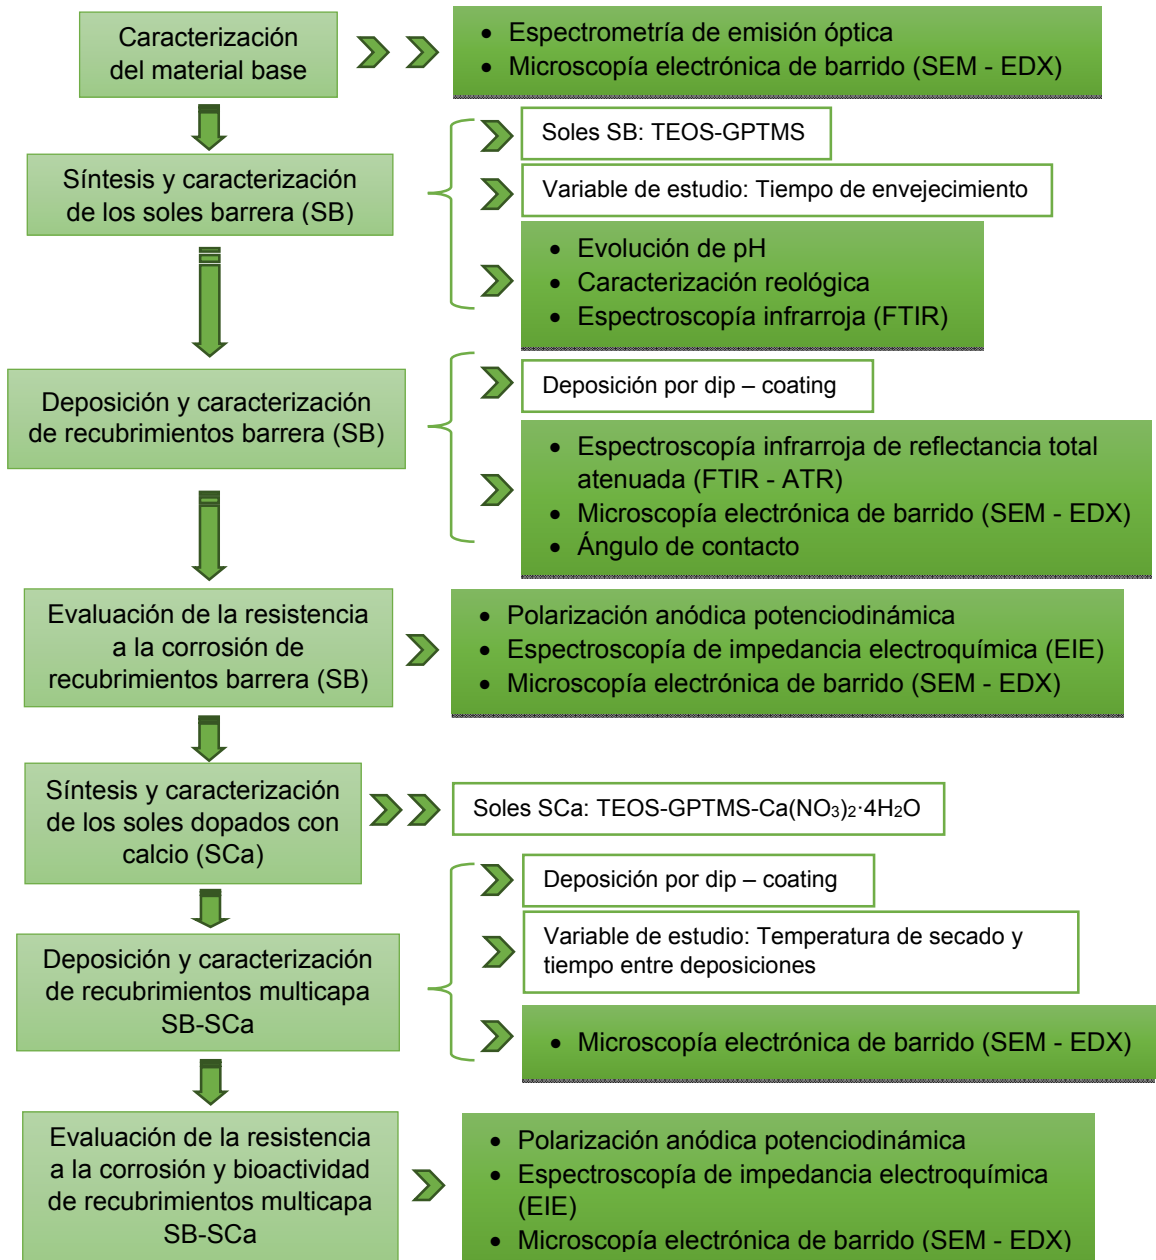 Caracterización
del material base
• Espectrometría de emisión óptica
• Microscopía electrónica de barrido (SEM - EDX)
Síntesis y caracterización
de los soles barrera (SB)
Soles SB: TEOS-GPTMS
Variable de estudio: Tiempo de envejecimiento
• Evolución de pH
• Caracterización reológica
• Espectroscopía infrarroja (FTIR)
Deposición y caracterización
de recubrimientos barrera (SB)
Deposición por dip – coating
• Espectroscopía infrarroja de reflectancia total
atenuada (FTIR - ATR)
• Microscopía electrónica de barrido (SEM - EDX)
• Ángulo de contacto
Evaluación de la resistencia
a la corrosión de
recubrimientos barrera (SB)
• Polarización anódica potenciodinámica
• Espectroscopía de impedancia electroquímica (EIE)
• Microscopía electrónica de barrido (SEM - EDX)
Síntesis y caracterización
de los soles dopados con
calcio (SCa)
Soles SCa: TEOS-GPTMS-Ca(NO3)2·4H2O
Deposición y caracterización
de recubrimientos multicapa
SB-SCa
Deposición por dip – coating
Variable de estudio: Temperatura de secado y
tiempo entre deposiciones
• Microscopía electrónica de barrido (SEM - EDX)
Evaluación de la resistencia
a la corrosión y bioactividad
de recubrimientos multicapa
SB-SCa
• Polarización anódica potenciodinámica
• Espectroscopía de impedancia electroquímica
(EIE)
• Microscopía electrónica de barrido (SEM - EDX)